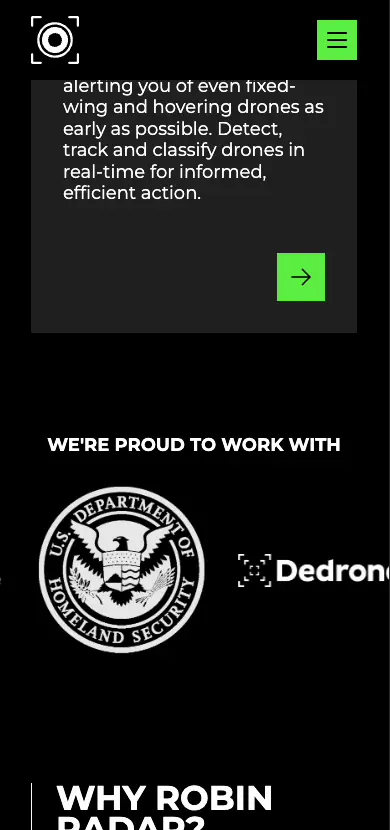 alerting you of even fixed-
wing and hovering drones as
early as possible. Detect,
track and classify drones in
real-time for informed,
efficient action.
WE'RE PROUD TO WORK WITH
U.S. DEPARTMENT OF
HOMELAND SECURITY
Dedron
WHY ROBIN
RADAR?